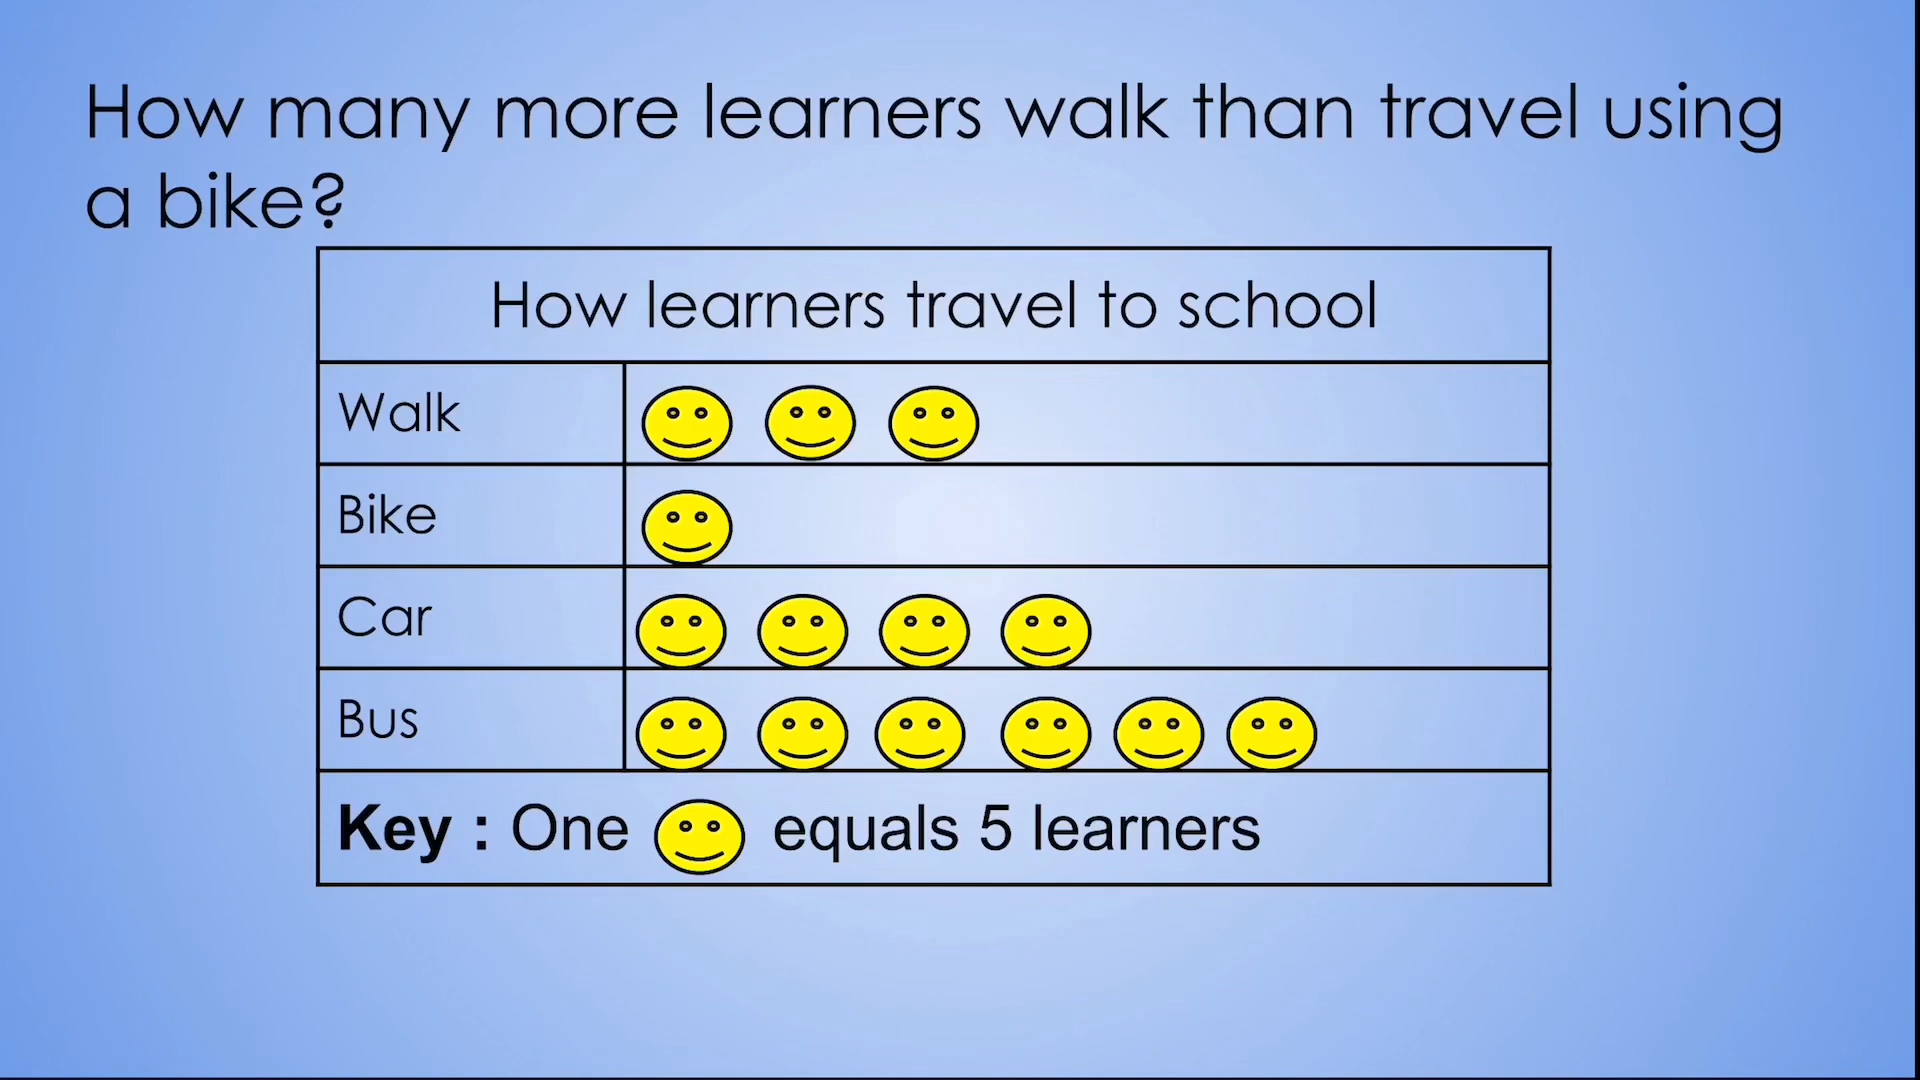 How many more learners walk than travel using
a bike?
How learners travel to school
Walk
Bike
Car
Bus
Key : One equals 5 learners